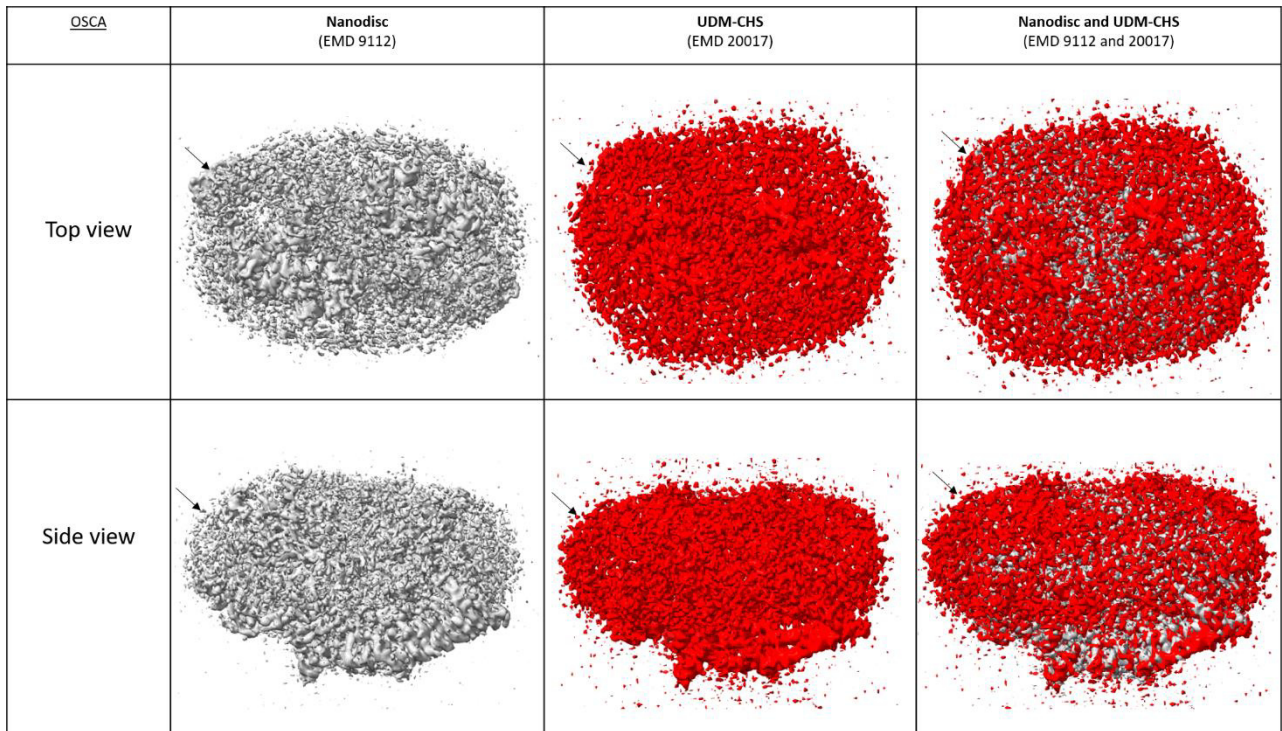 OSCA
Nanodisc
(EMD 9112)
UDM-CHS
(EMD 20017)
Nanodisc and UDM-CHS
(EMD 9112 and 20017)
Top view
Side view